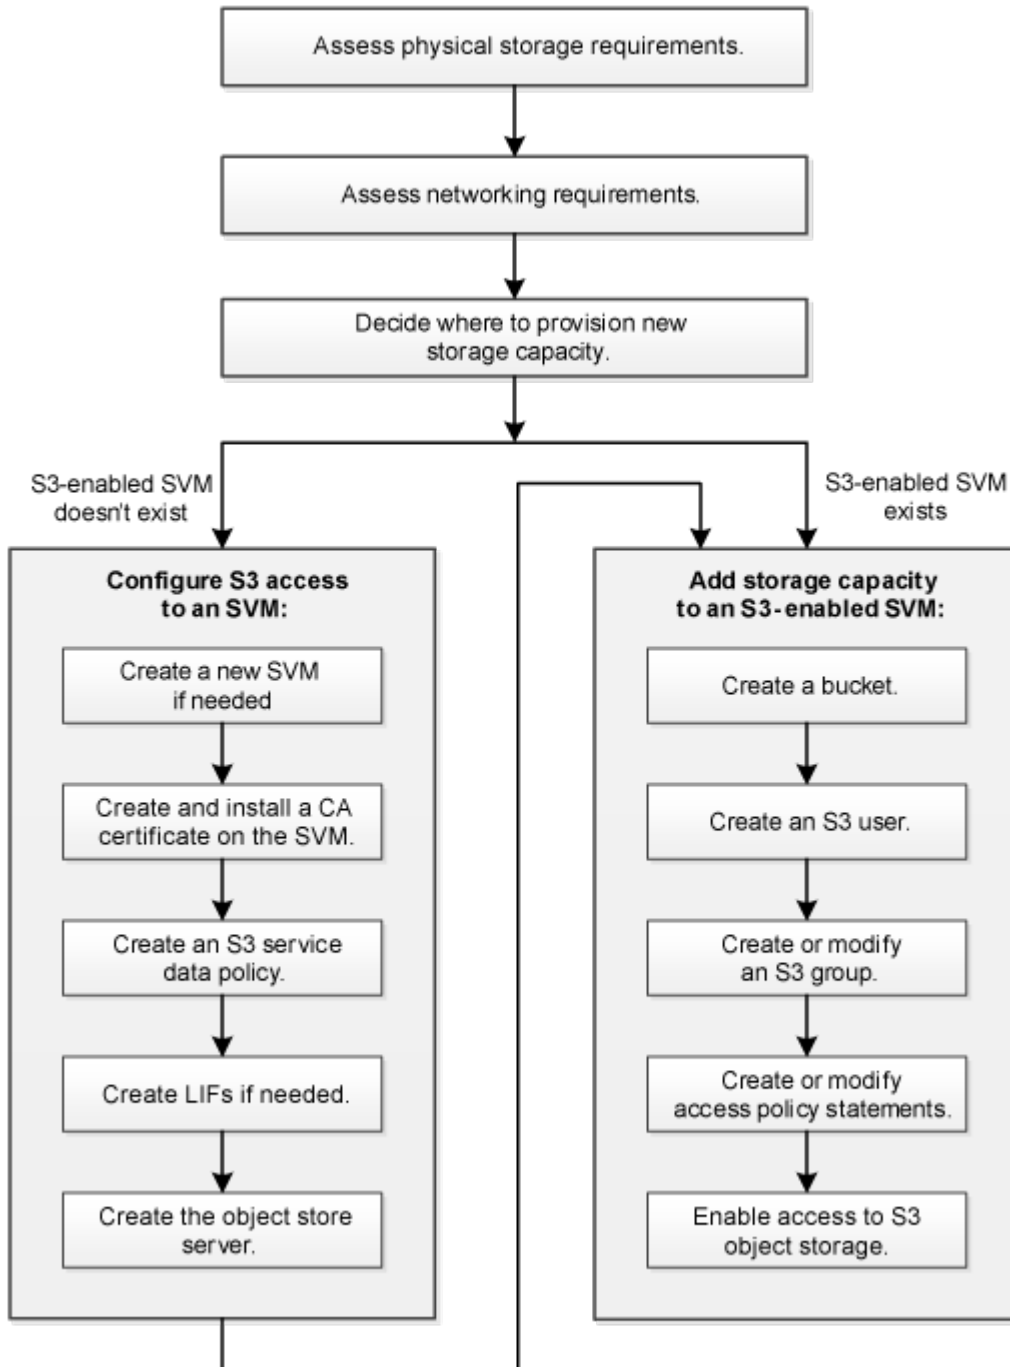 Assess physical storage requirements.
Assess networking requirements.
Decide where to provision new
storage capacity.
S3-enabled SVM
doesn't exist
S3-enabled SVM
exists
Configure S3 access
to an SVM:
Create a new SVM
if needed
Create and install a CA
certificate on the SVM.
Create an S3 service
data policy.
Create LIFs if needed.
Create the object store
server.
Add storage capacity
to an S3-enabled SVM:
Create a bucket.
Create an S3 user.
Create or modify
an S3 group.
Create or modify
access policy statements.
Enable access to S3
object storage.